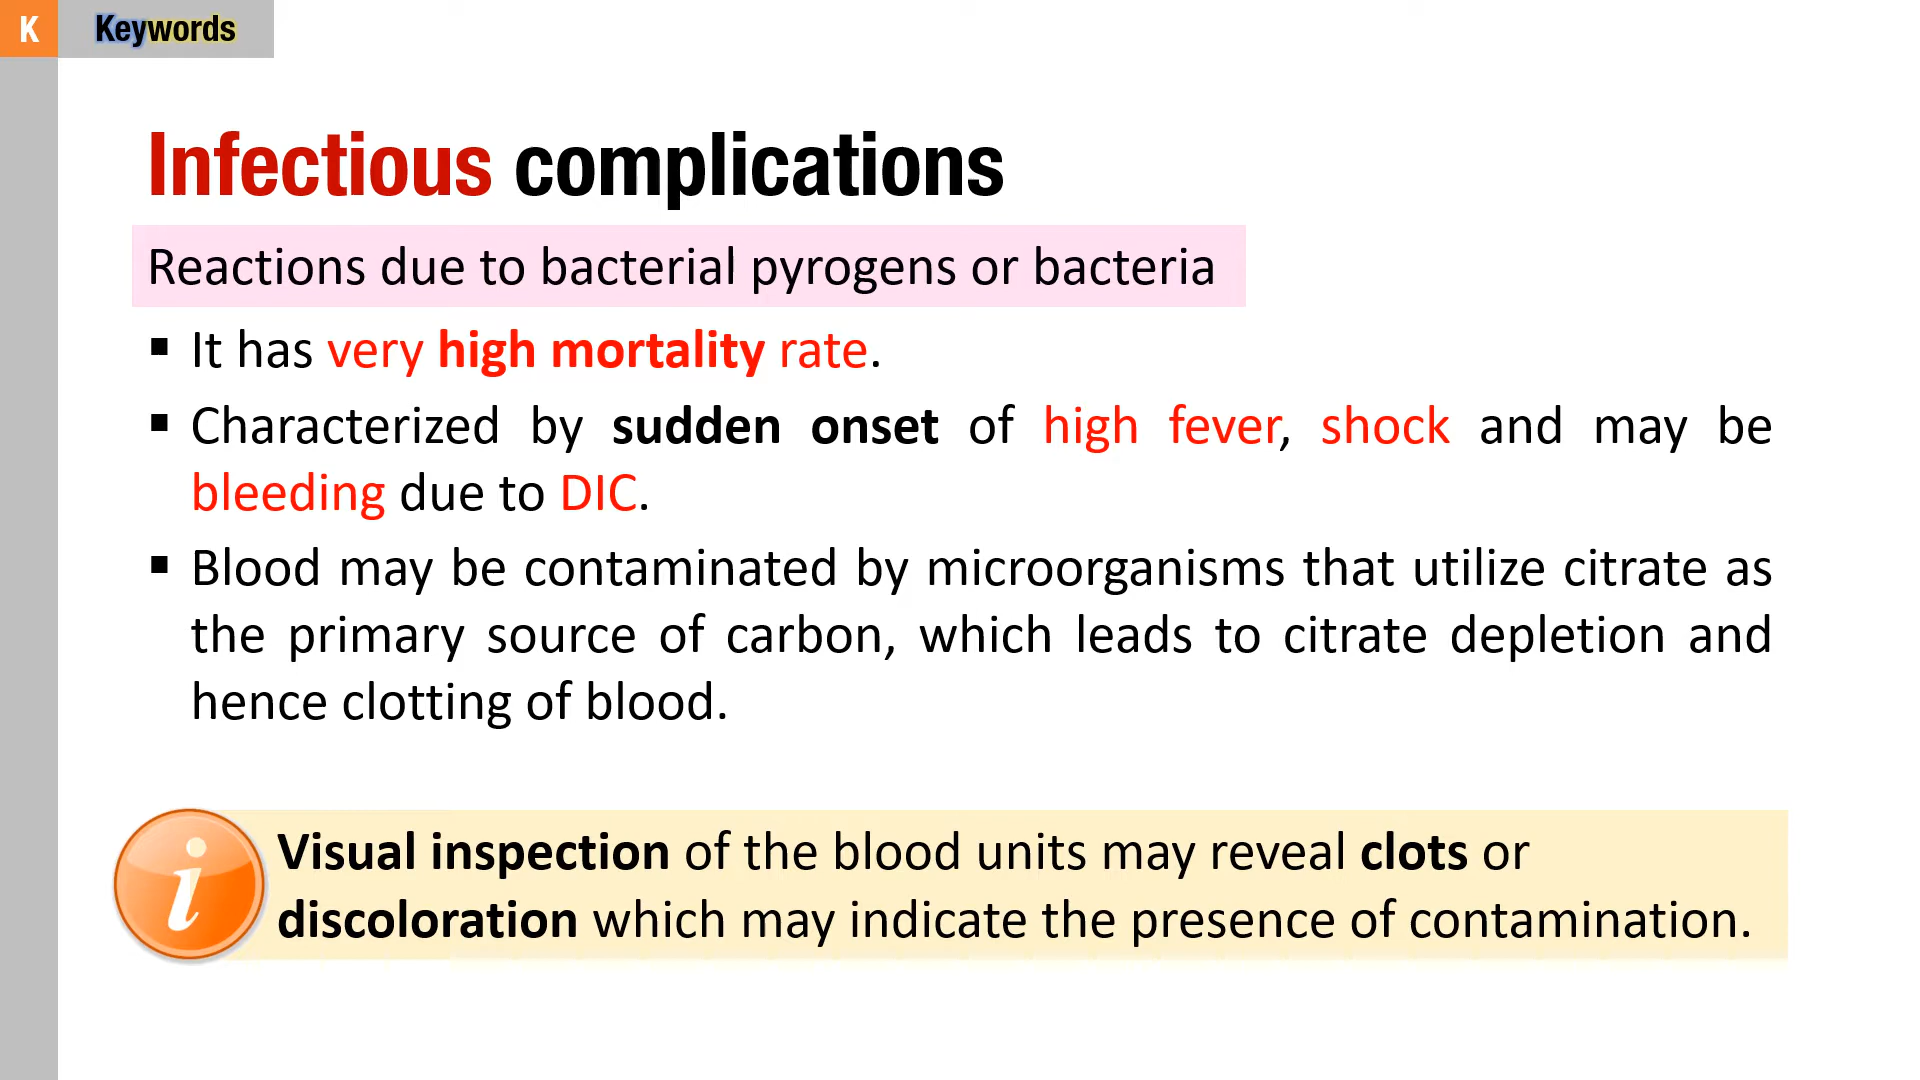 K Keywords
Infectious complications
Reactions due to bacterial pyrogens or bacteria
▪ It has very high mortality rate.
▪ Characterized by sudden onset of high fever, shock and may be
bleeding due to DIC.
▪ Blood may be contaminated by microorganisms that utilize citrate as
the primary source of carbon, which leads to citrate depletion and
hence clotting of blood.
i
Visual inspection of the blood units may reveal clots or
discoloration which may indicate the presence of contamination.